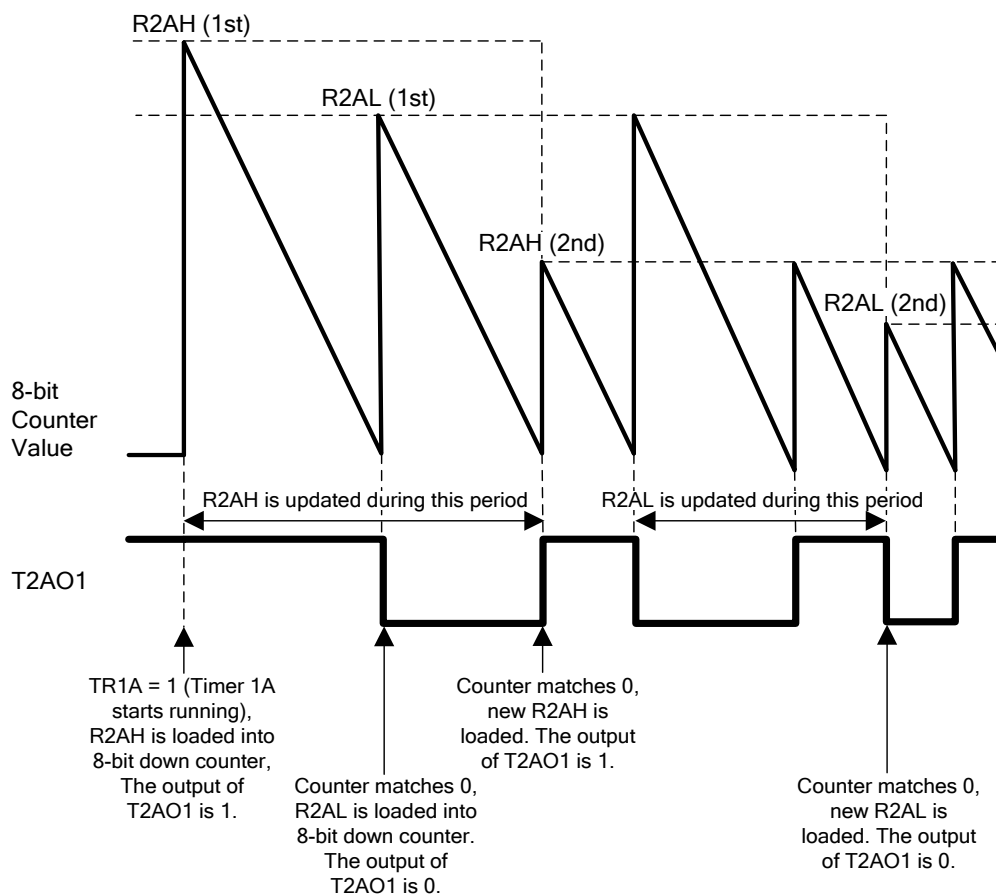 R2AH (1st)
R2AL (1st)
R2AH (2nd)
R2AL (2nd)
8-bit
Counter
Value
R2AH is updated during this period
R2AL is updated during this period
T2AO1
TR1A = 1 (Timer 1A
starts running),
R2AH is loaded into
8-bit down counter,
The output of
T2AO1 is 1.
Counter matches 0,
R2AL is loaded into
8-bit down counter.
The output of
T2AO1 is 0.
Counter matches 0,
new R2AH is
loaded. The output
of T2AO1 is 1.
Counter matches 0,
new R2AL is
loaded. The output
of T2AO1 is 0.